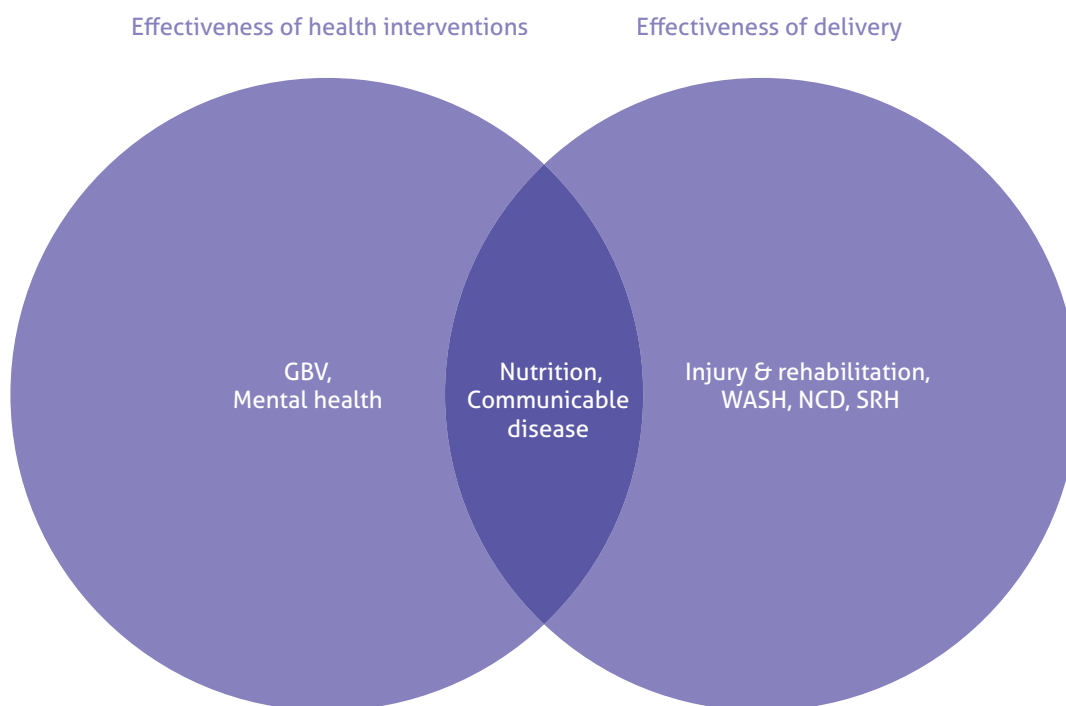 Effectiveness of health interventions
Effectiveness of delivery
GBV,
Mental health
Nutrition,
Communicable
disease
Injury & rehabilitation,
WASH, NCD, SRH